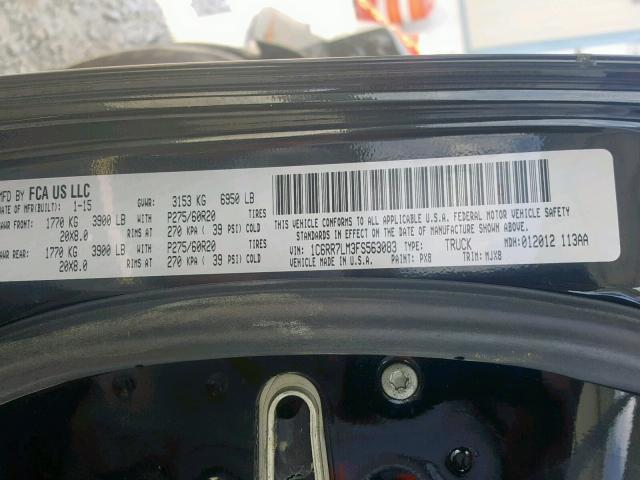 MFD BY FCA US LLC
DATE OF MFR(BUILT): 1-15 GVWR: 3153 KG 6950 LB
GAWR FRONT: 1770 KG 3900 LB WITH P275/60R20 TIRES
20X8.0 RIMS AT 270 KPA ( 39 PSI) COLD
GAWR REAR: 1770 KG 3900 LB WITH P275/60R20 TIRES
20X8.0 RIMS AT 270 KPA ( 39 PSI) COLD
THIS VEHICLE CONFORMS TO ALL APPLICABLE
U.S.A. FEDERAL MOTOR VEHICLE SAFETY
STANDARDS IN EFFECT ON THE DATE OF
MANUFACTURE SHOWN ABOVE.
VIN: 1C6RR7LM3FS563083 TYPE: TRUCK MDH: 012012 113AA
VEHICLE MADE IN U.S.A. PAINT: PX8 TRIM: MJX8